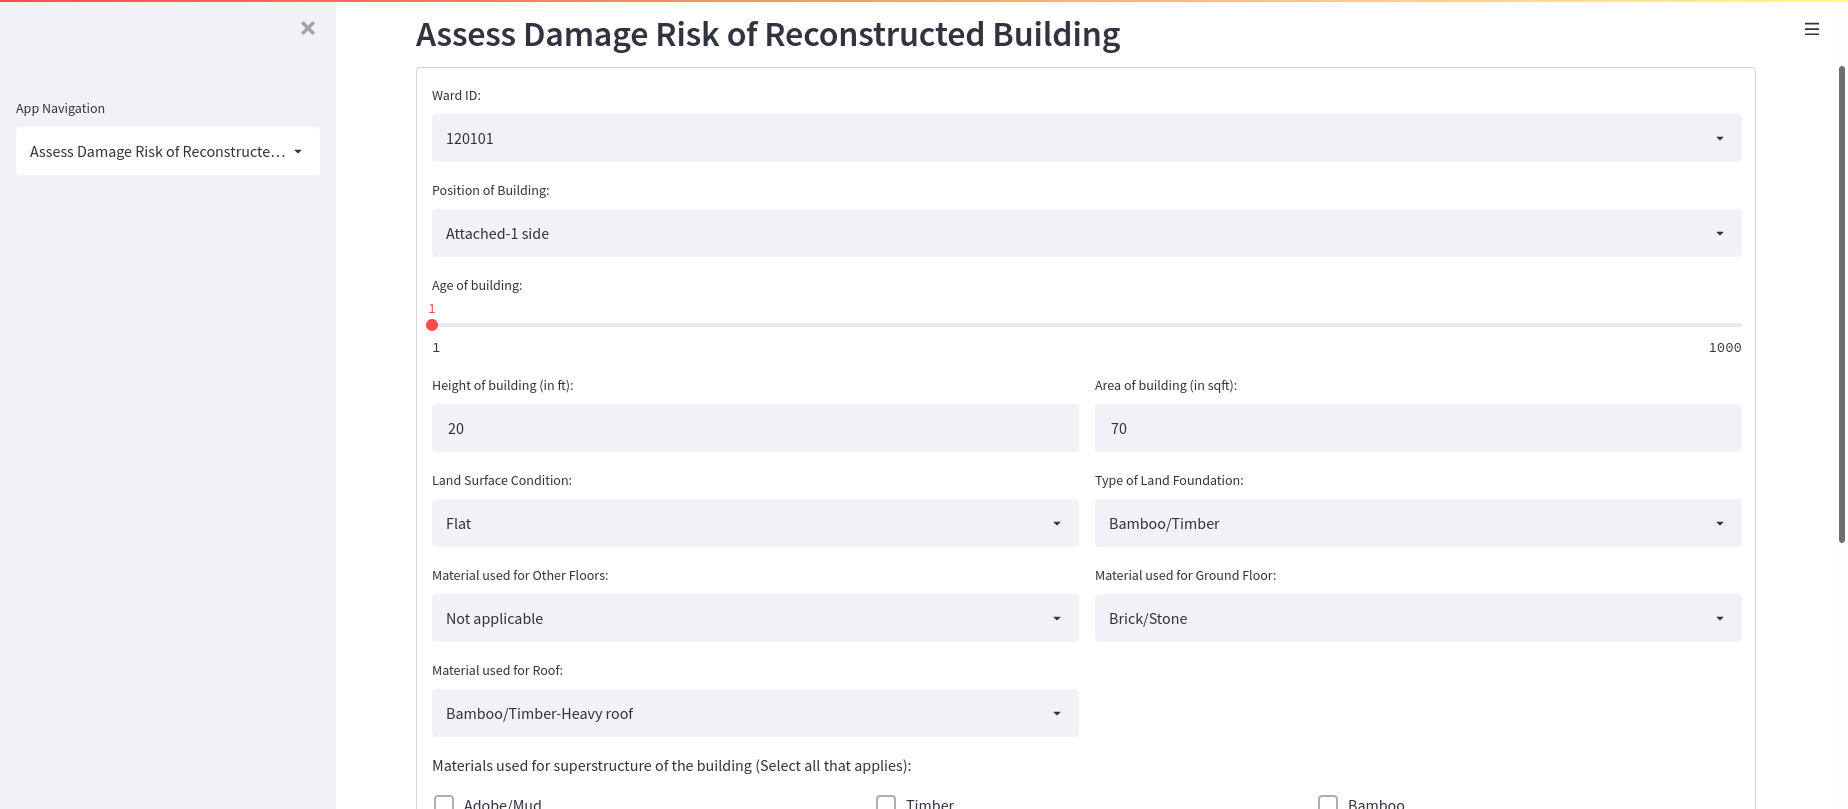 Assess Damage Risk of Reconstructed Building
App Navigation
Assess Damage Risk of Reconstructe...
Ward ID:
120101
Position of Building:
Attached-1 side
Age of building:
1
1 1000
Height of building (in ft): Area of building (in sqft):
20 70
Land Surface Condition: Type of Land Foundation:
Flat Bamboo/Timber
Material used for Other Floors: Material used for Ground Floor:
Not applicable Brick/Stone
Material used for Roof:
Bamboo/Timber-Heavy roof
Materials used for superstructure of the building (Select all that applies):
Adobe/Mud Timber Bamboo